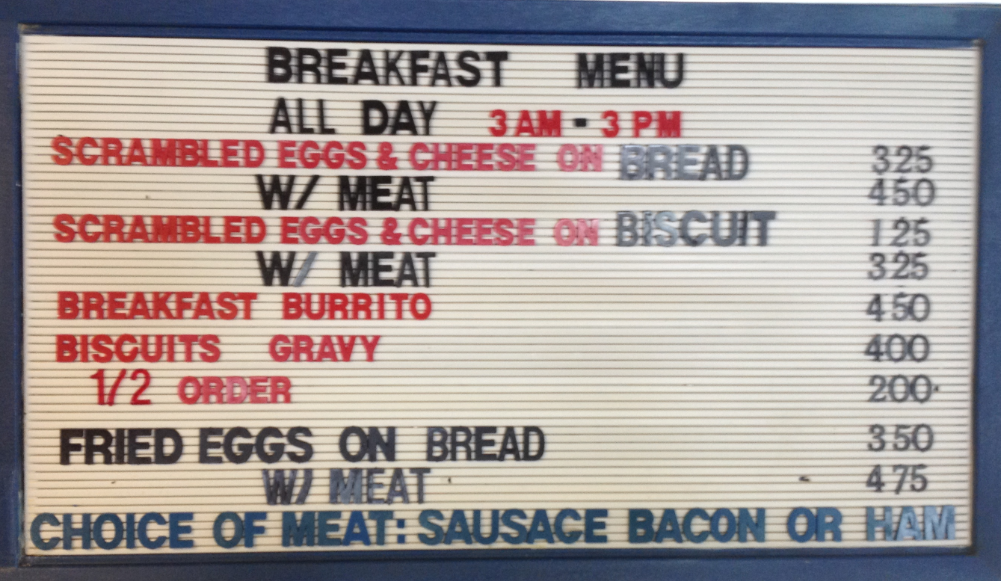 BREAKFAST MENU
ALL DAY 3 AM - 3 PM
SCRAMBLED EGGS & CHEESE ON BREAD 325
W/ MEAT 450
SCRAMBLED EGGS & CHEESE ON BISCUIT 125
W/ MEAT 325
BREAKFAST BURRITO 450
BISCUITS GRAVY 400
1/2 ORDER 200
FRIED EGGS ON BREAD 350
W/ MEAT 475
CHOICE OF MEAT: SAUSACE BACON OR HAM